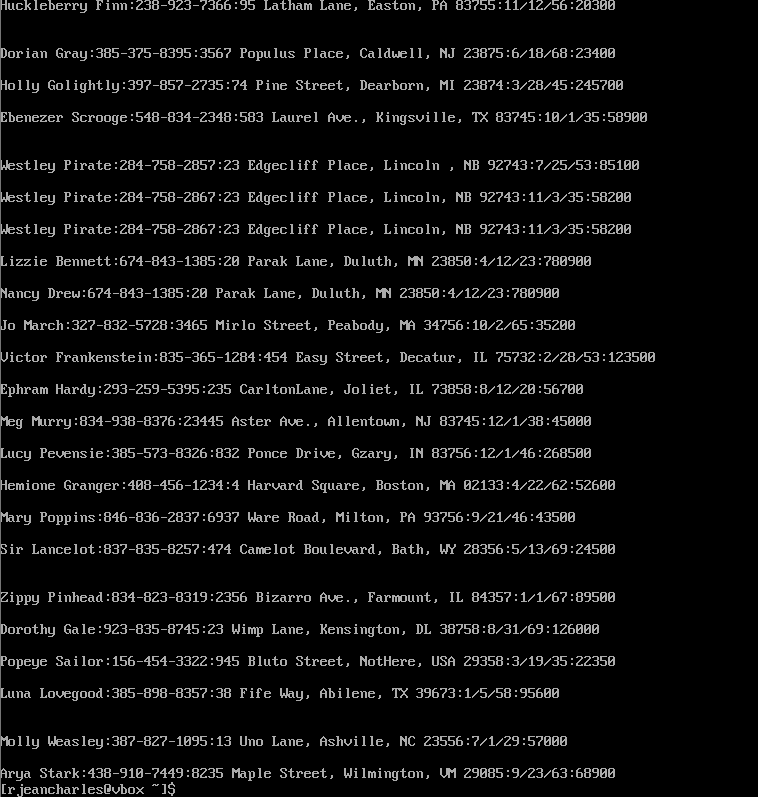 Huckleberry Finn:238-923-7366:95 Latham Lane, Easton, PA 83755:11/12/56:20300
Dorian Gray:385-375-8395:3567 Populus Place, Caldwell, NJ 23875:6/18/68:23400
Holly Golightly:397-857-2735:74 Pine Street, Dearborn, MI 23874:3/28/45:245700
Ebenezer Scrooge:548-834-2348:583 Laurel Ave., Kingsville, TX 83745:10/1/35:58900
Westley Pirate:284-758-2857:23 Edgecliff Place, Lincoln , NB 92743:7/25/53:85100
Westley Pirate:284-758-2867:23 Edgecliff Place, Lincoln, NB 92743:11/3/35:58200
Westley Pirate:284-758-2867:23 Edgecliff Place, Lincoln, NB 92743:11/3/35:58200
Lizzie Bennett:674-843-1385:20 Parak Lane, Duluth, MN 23850:4/12/23:780900
Nancy Drew:674-843-1385:20 Parak Lane, Duluth, MN 23850:4/12/23:780900
Jo March:327-832-5728:3465 Mirlo Street, Peabody, MA 34756:10/2/65:35200
Victor Frankenstein:835-365-1284:454 Easy Street, Decatur, IL 75732:2/28/53:123500
Ephram Hardy:293-259-5395:235 CarltonLane, Joliet, IL 73858:8/12/20:56700
Meg Murry:834-938-8376:23445 Aster Ave., Allentown, NJ 83745:12/1/38:45000
Lucy Pevensie:385-573-8326:832 Ponce Drive, Gzary, IN 83756:12/1/46:268500
Hemione Granger:408-456-1234:4 Harvard Square, Boston, MA 02133:4/22/62:52600
Mary Poppins:846-836-2837:6937 Ware Road, Milton, PA 93756:9/21/46:43500
Sir Lancelot:837-835-8257:474 Camelot Boulevard, Bath, WY 28356:5/13/69:24500
Zippy Pinhead:834-823-8319:2356 Bizarro Ave., Farmount, IL 84357:1/1/67:89500
Dorothy Gale:923-835-8745:23 Wimp Lane, Kensington, DL 38758:8/31/69:126000
Popeye Sailor:156-454-3322:945 Bluto Street, NotHere, USA 29358:3/19/35:22350
Luna Lovegood:385-898-8357:38 Fife Way, Abilene, TX 39673:1/5/58:95600
Molly Weasley:387-827-1095:13 Uno Lane, Ashville, NC 23556:7/1/29:57000
Arya Stark:438-910-7449:8235 Maple Street, Wilmington, VM 29085:9/23/63:68900
[rjeancharles@vbox ~]$